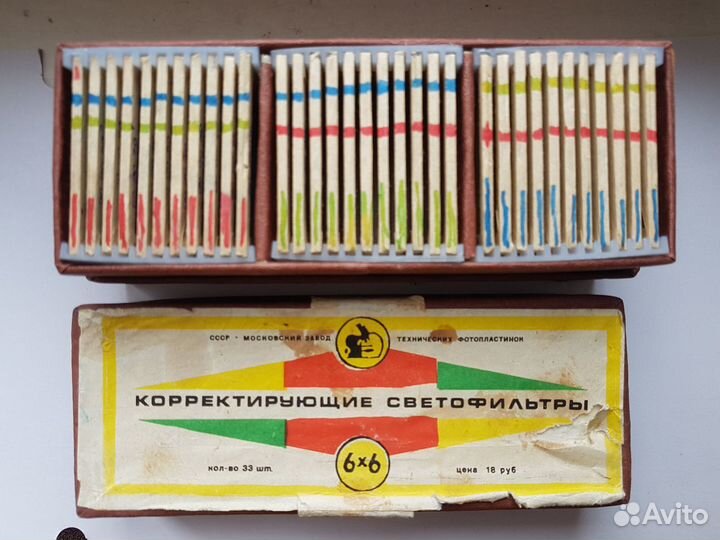 СССР - МОСКОВСКИЙ ЗАВОД ТЕХНИЧЕСКИХ ФОТОПЛАСТИНОК
КОРРЕКТИРУЮЩИЕ СВЕТОФИЛЬТРЫ
кол-во 33 шт. 6×6 цена 18 руб
Avito